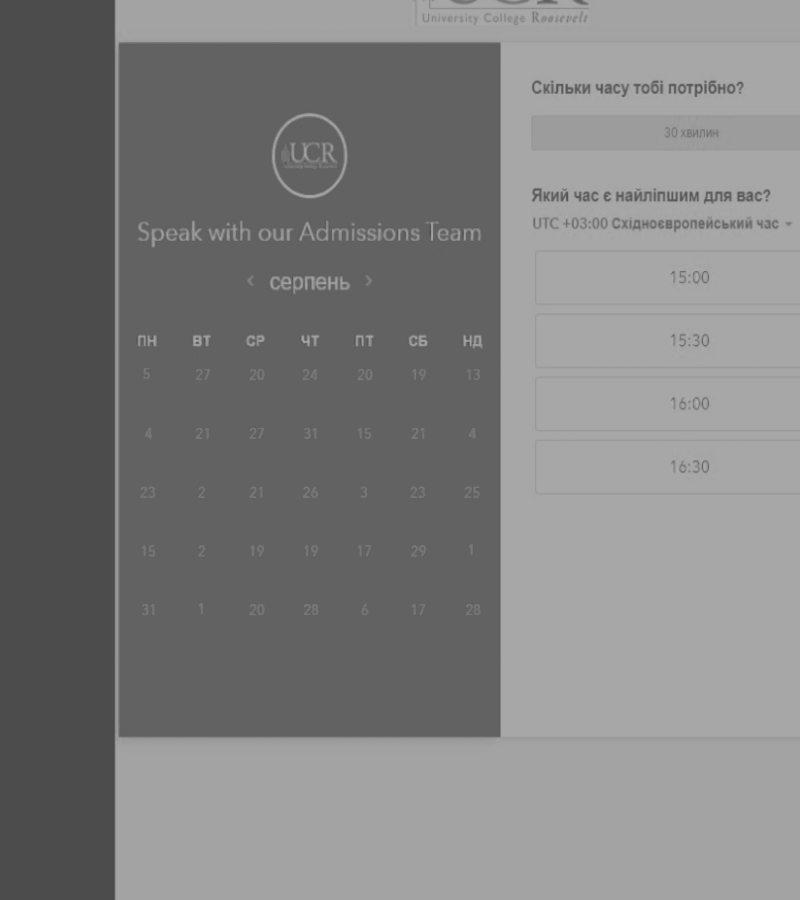 UCR
University College Roosevelt
UCR
Speak with our Admissions Team
< серпень >
ПН ВТ СР ЧТ ПТ СБ НД
5 27 20 24 20 19 13
4 21 27 31 15 21 4
23 2 21 26 3 23 25
15 2 19 19 17 29 1
31 1 20 28 6 17 28
Скільки часу тобі потрібно?
30 хвилин
Який час є найліпшим для вас?
UTC +03:00 Східноєвропейський час
15:00
15:30
16:00
16:30